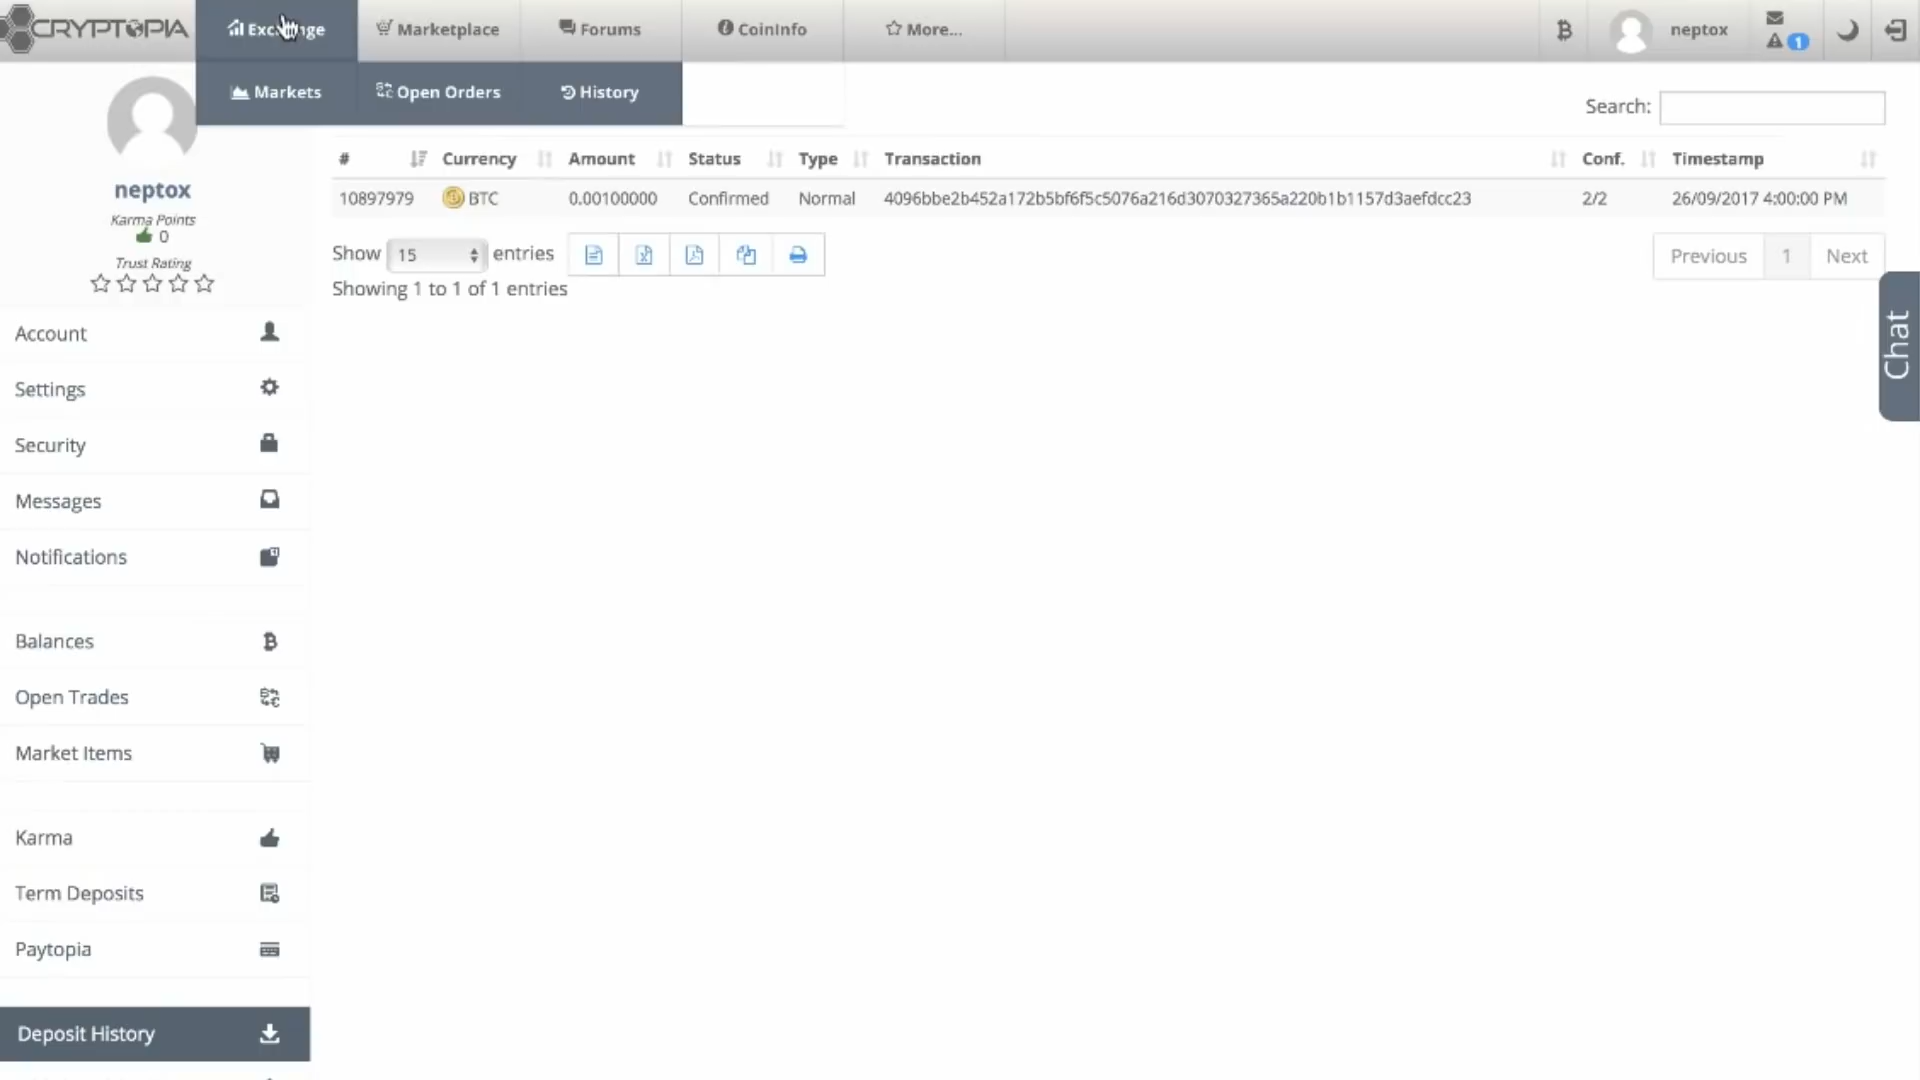 CRYPTOPIA
Exchange
Marketplace
Forums
CoinInfo
More...
neptox
1
Markets
Open Orders
History
Search:
neptox
Karma Points
0
Trust Rating
Account
Settings
Security
Messages
Notifications
Balances
Open Trades
Market Items
Karma
Term Deposits
Paytopia
Deposit History
# Currency Amount Status Type Transaction Conf. Timestamp
10897979 BTC 0.00100000 Confirmed Normal 4096bbe2b452a172b5bf6f5c5076a216d3070327365a220b1b1157d3aefdcc23 2/2 26/09/2017 4:00:00 PM
Show 15 entries
Previous 1 Next
Showing 1 to 1 of 1 entries
Chat